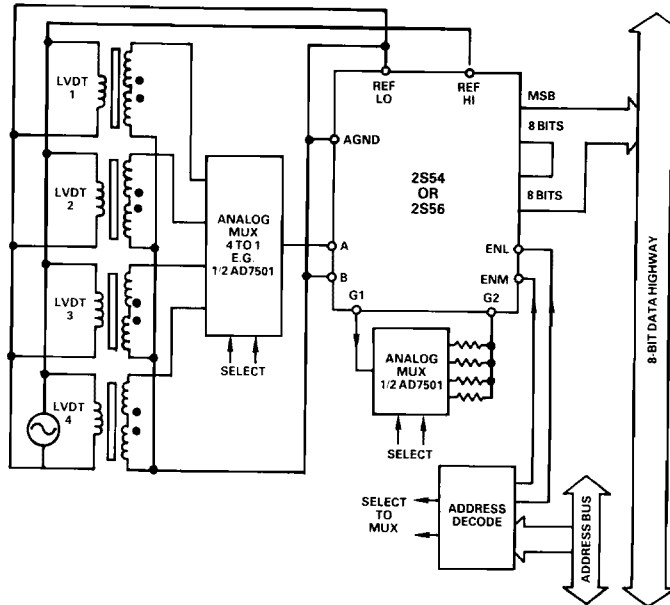 LVDT
1
LVDT
2
LVDT
3
LVDT
4
ANALOG
MUX
4 TO 1
E.G.
1/2 AD7501
SELECT
REF
LO
REF
HI
AGND
2S54
OR
2S56
A
B
G1
G2
MSB
8 BITS
8 BITS
ENL
ENM
ANALOG
MUX
1/2 AD7501
SELECT
SELECT
TO
MUX
ADDRESS
DECODE
ADDRESS BUS
8-BIT DATA HIGHWAY